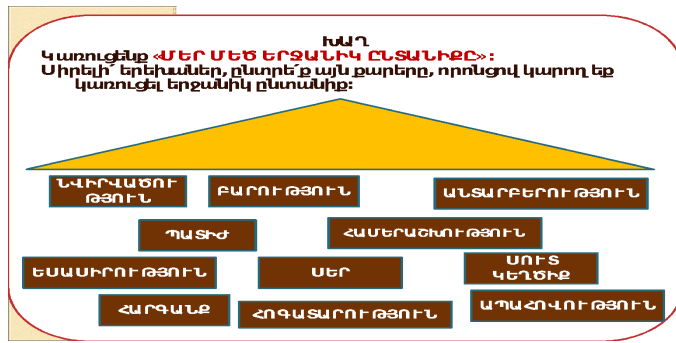 ԽԱՂ
Կառուցենք «ՄԵՐ ՄԵԾ ԵՐՋԱՆԻԿ ԸՆՏԱՆԻՔԸ»:
Սիրելի՛ երեխաներ, ընտրե՛ք այն քարերը, որոնցով կարող եք
կառուցել երջանիկ ընտանիք:
ՆՎԻՐՎԱԾՈՒ
ԹՅՈՒՆ
ԲԱՐՈՒԹՅՈՒՆ
ԱՆՏԱՐԲԵՐՈՒԹՅՈՒՆ
ՊԱՏԻԺ
ՀԱՄԵՐԱՇԽՈՒԹՅՈՒՆ
ԵՍԱՍԻՐՈՒԹՅՈՒՆ
ՍԵՐ
ՍՈՒՏ
ԿԵՂԾԻՔ
ՀԱՐԳԱՆՔ
ՀՈԳԱՏԱՐՈՒԹՅՈՒՆ
ԱՊԱՀՈՎՈՒԹՅՈՒՆ